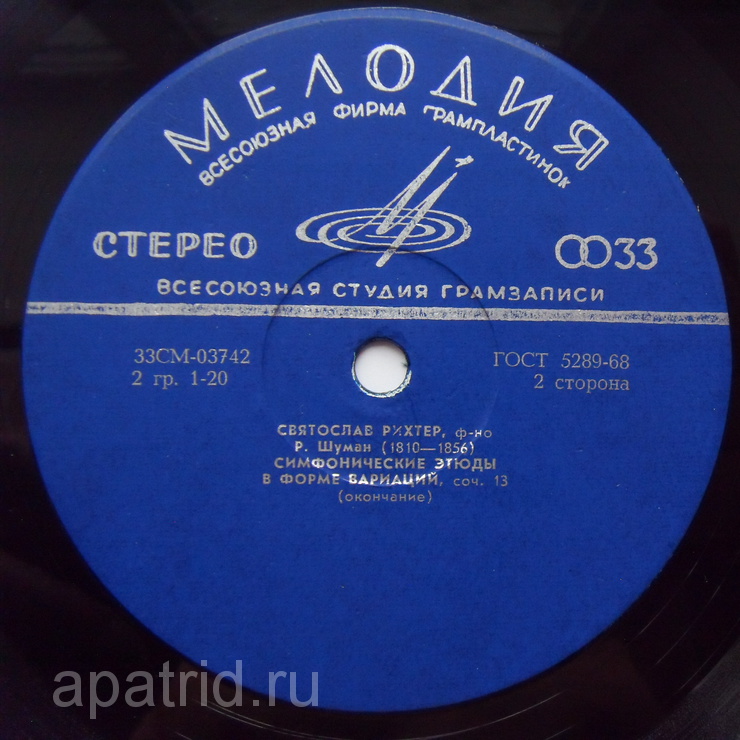 МЕЛОДИЯ
ВСЕСОЮЗНАЯ ФИРМА ГРАМПЛАСТИНОК
СТЕРЕО
33
ВСЕСОЮЗНАЯ СТУДИЯ ГРАМЗАПИСИ
33СМ-03742
ГОСТ 5289-68
2 гр. 1-20
2 сторона
СВЯТОСЛАВ РИХТЕР, ф-но
Р. Шуман (1810—1856)
СИМФОНИЧЕСКИЕ ЭТЮДЫ
В ФОРМЕ ВАРИАЦИЙ, соч. 13
(окончание)
apatrid.ru